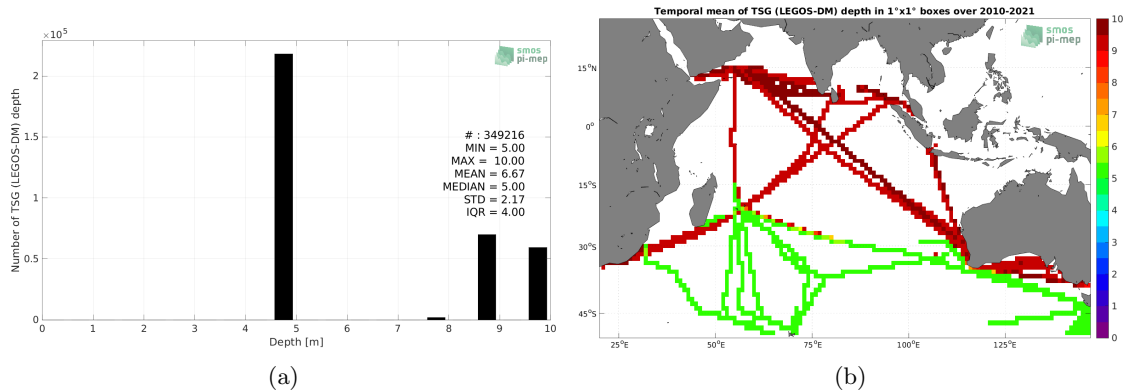 ×10⁵
2
1.5
1
0.5
0
Number of TSG (LEGOS-DM) depth
smos
pi-mep
# : 349216
MIN = 5.00
MAX = 10.00
MEAN = 6.67
MEDIAN = 5.00
STD = 2.17
IQR = 4.00
0 1 2 3 4 5 6 7 8 9 10
Depth [m]
(a)
Temporal mean of TSG (LEGOS-DM) depth in 1°x1° boxes over 2010-2021
smos
pi-mep
15°N
0°
15°S
30°S
45°S
25°E 50°E 75°E 100°E 125°E
10
9
8
7
6
5
4
3
2
1
0
(b)